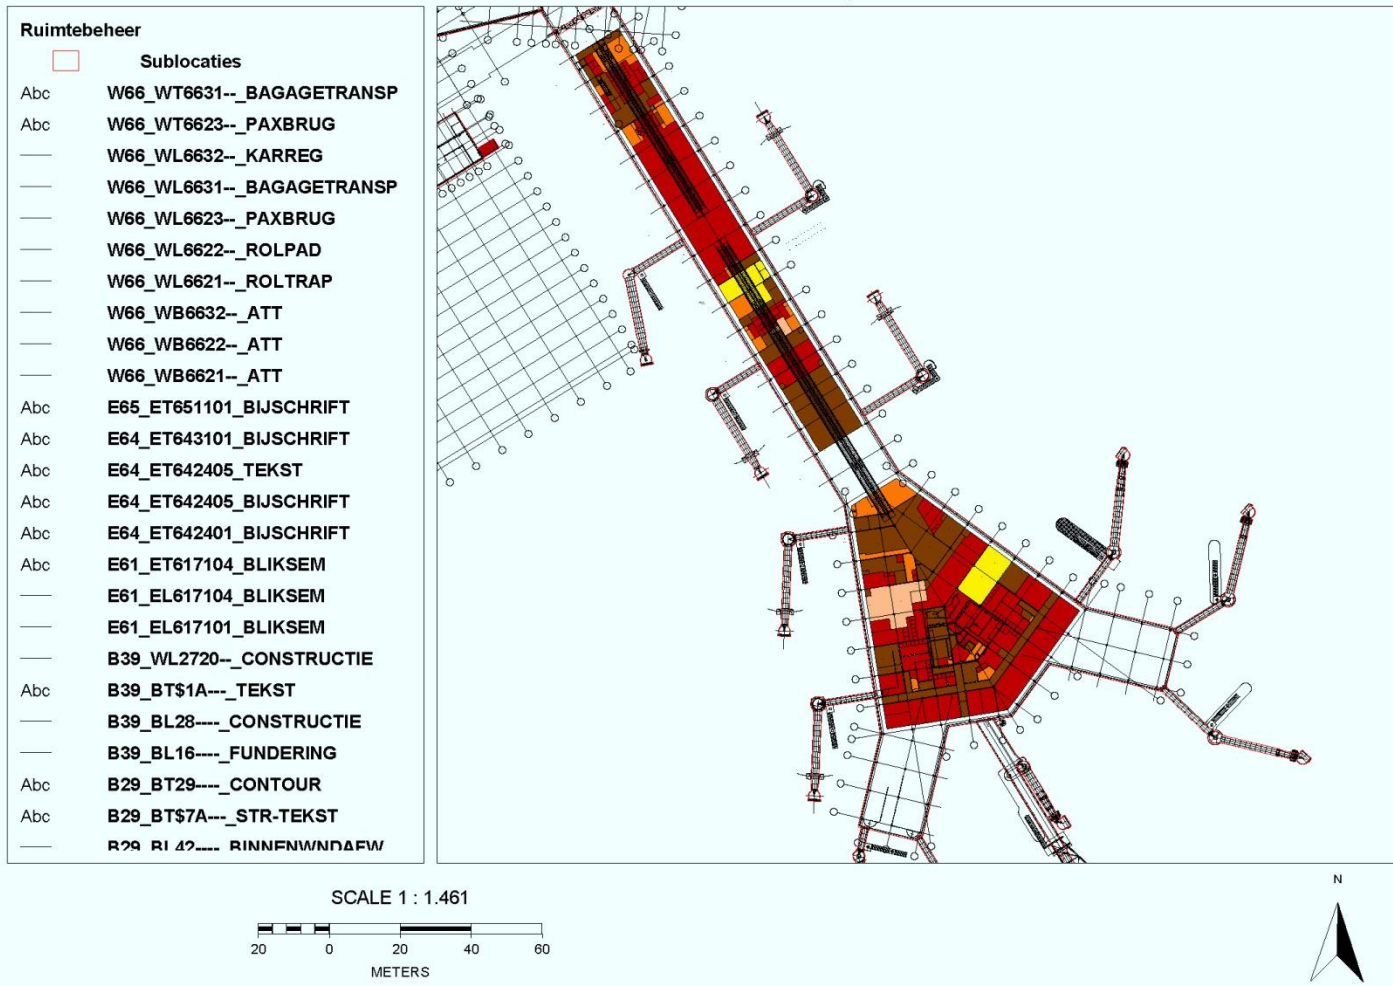 Ruimtebeheer
Sublocaties
Abc W66_WT6631--_BAGAGETRANSP
Abc W66_WT6623--_PAXBRUG
W66_WL6632--_KARREG
W66_WL6631--_BAGAGETRANSP
W66_WL6623--_PAXBRUG
W66_WL6622--_ROLPAD
W66_WL6621--_ROLTRAP
W66_WB6632--_ATT
W66_WB6622--_ATT
W66_WB6621--_ATT
Abc E65_ET651101_BIJSCHRIFT
Abc E64_ET643101_BIJSCHRIFT
Abc E64_ET642405_TEKST
Abc E64_ET642405_BIJSCHRIFT
Abc E64_ET642401_BIJSCHRIFT
Abc E61_ET617104_BLIKSEM
E61_EL617104_BLIKSEM
E61_EL617101_BLIKSEM
B39_WL2720--_CONSTRUCTIE
Abc B39_BT$1A---_TEKST
B39_BL28----_CONSTRUCTIE
B39_BL16----_FUNDERING
Abc B29_BT29----_CONTOUR
Abc B29_BT$7A---_STR-TEKST
B29_BL42----_BINNENWNDAFW
SCALE 1 : 1.461
20 0 20 40 60
METERS
N